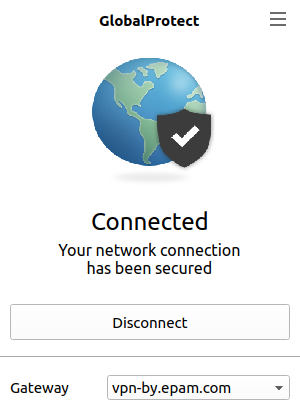 GlobalProtect
Connected
Your network connection
has been secured
Disconnect
Gateway vpn-by.epam.com